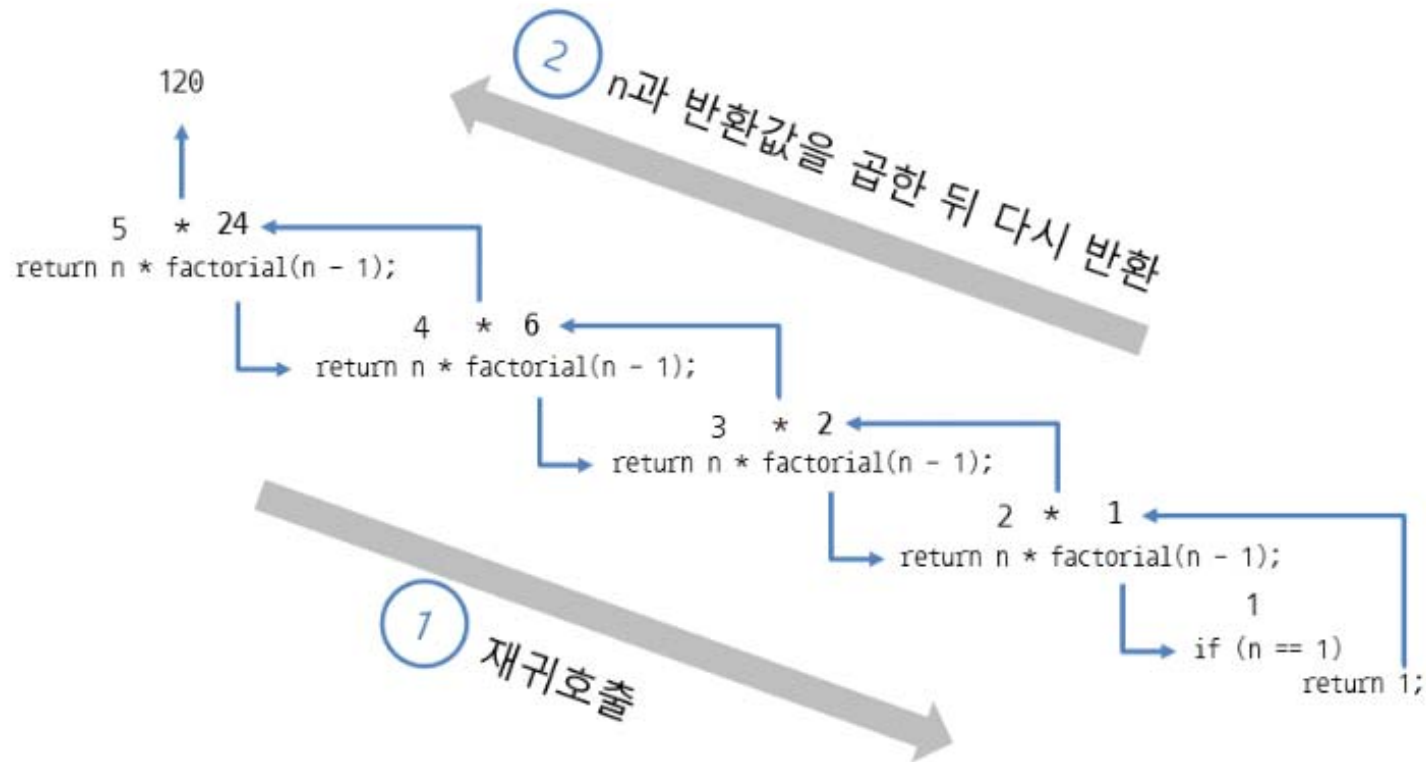 2
n과 반환값을 곱한 뒤 다시 반환
120
5 * 24
return n * factorial(n - 1);
4 * 6
return n * factorial(n - 1);
3 * 2
return n * factorial(n - 1);
2 * 1
return n * factorial(n - 1);
1
if (n == 1)
return 1;
1
재귀호출